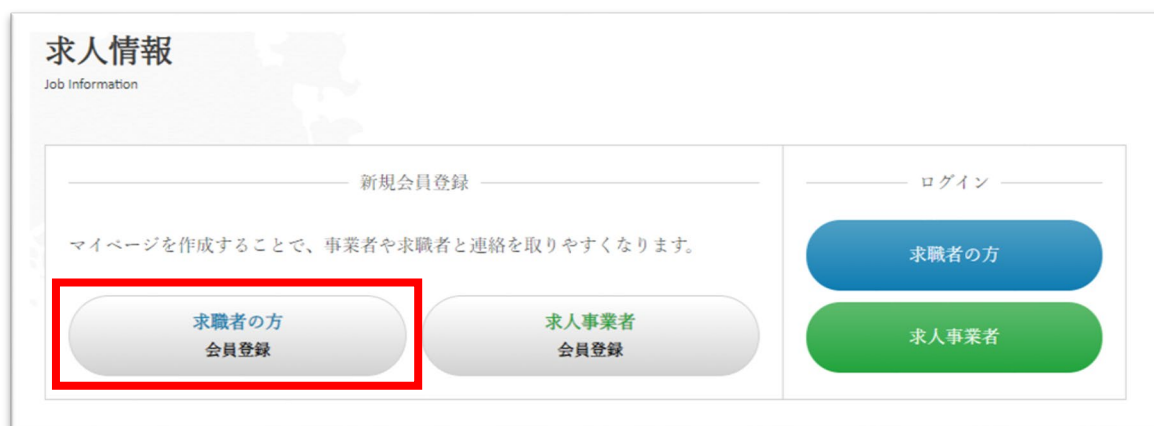 求人情報
Job Information
新規会員登録
マイページを作成することで、事業者や求職者と連絡を取りやすくなります。
求職者の方
会員登録
求人事業者
会員登録
ログイン
求職者の方
求人事業者